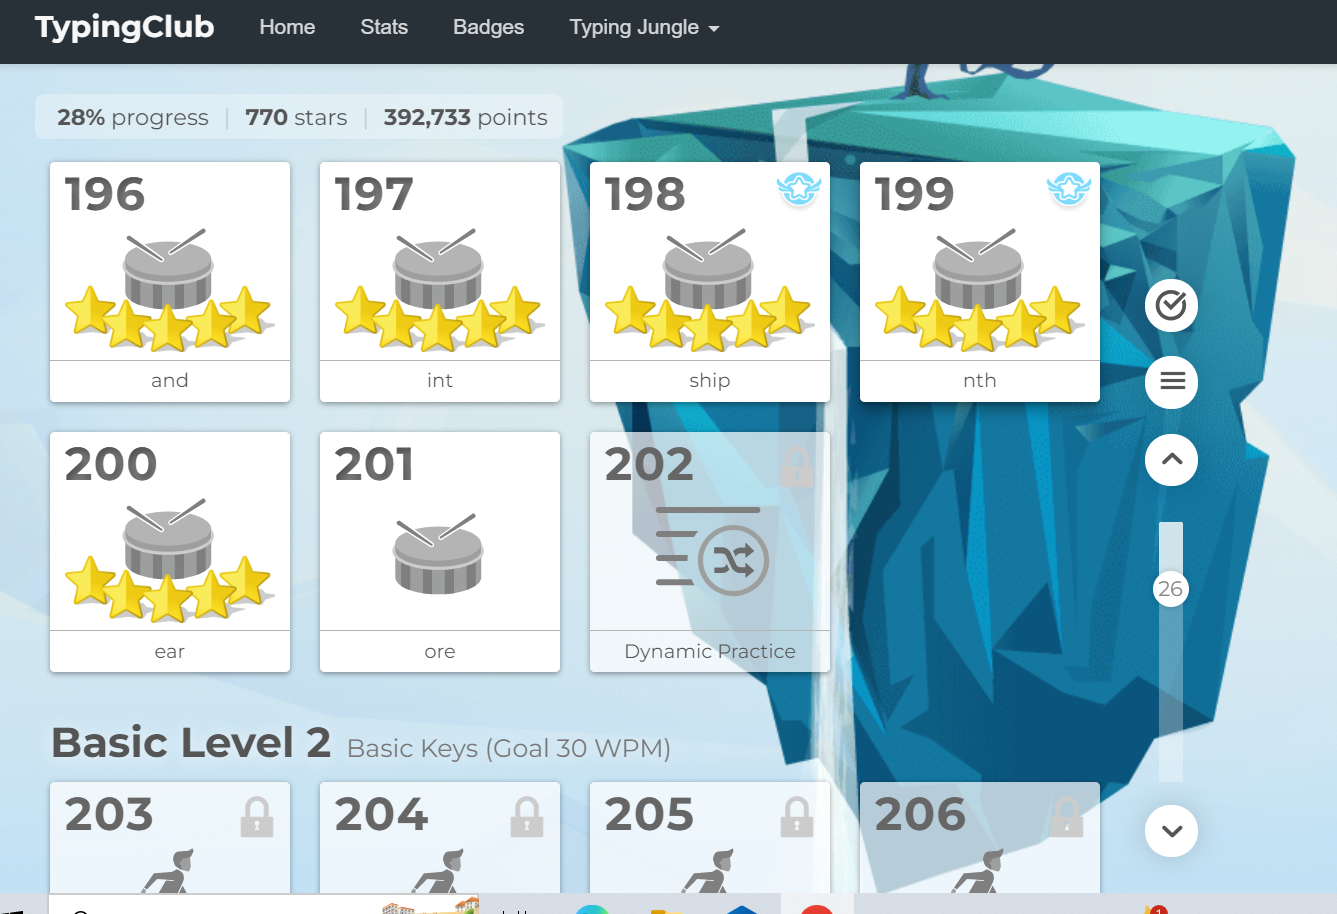 TypingClub Home Stats Badges Typing Jungle
28% progress 770 stars 392,733 points
196 197 198 199
and int ship nth
200 201 202
ear ore Dynamic Practice
26
Basic Level 2 Basic Keys (Goal 30 WPM)
203 204 205 206
1